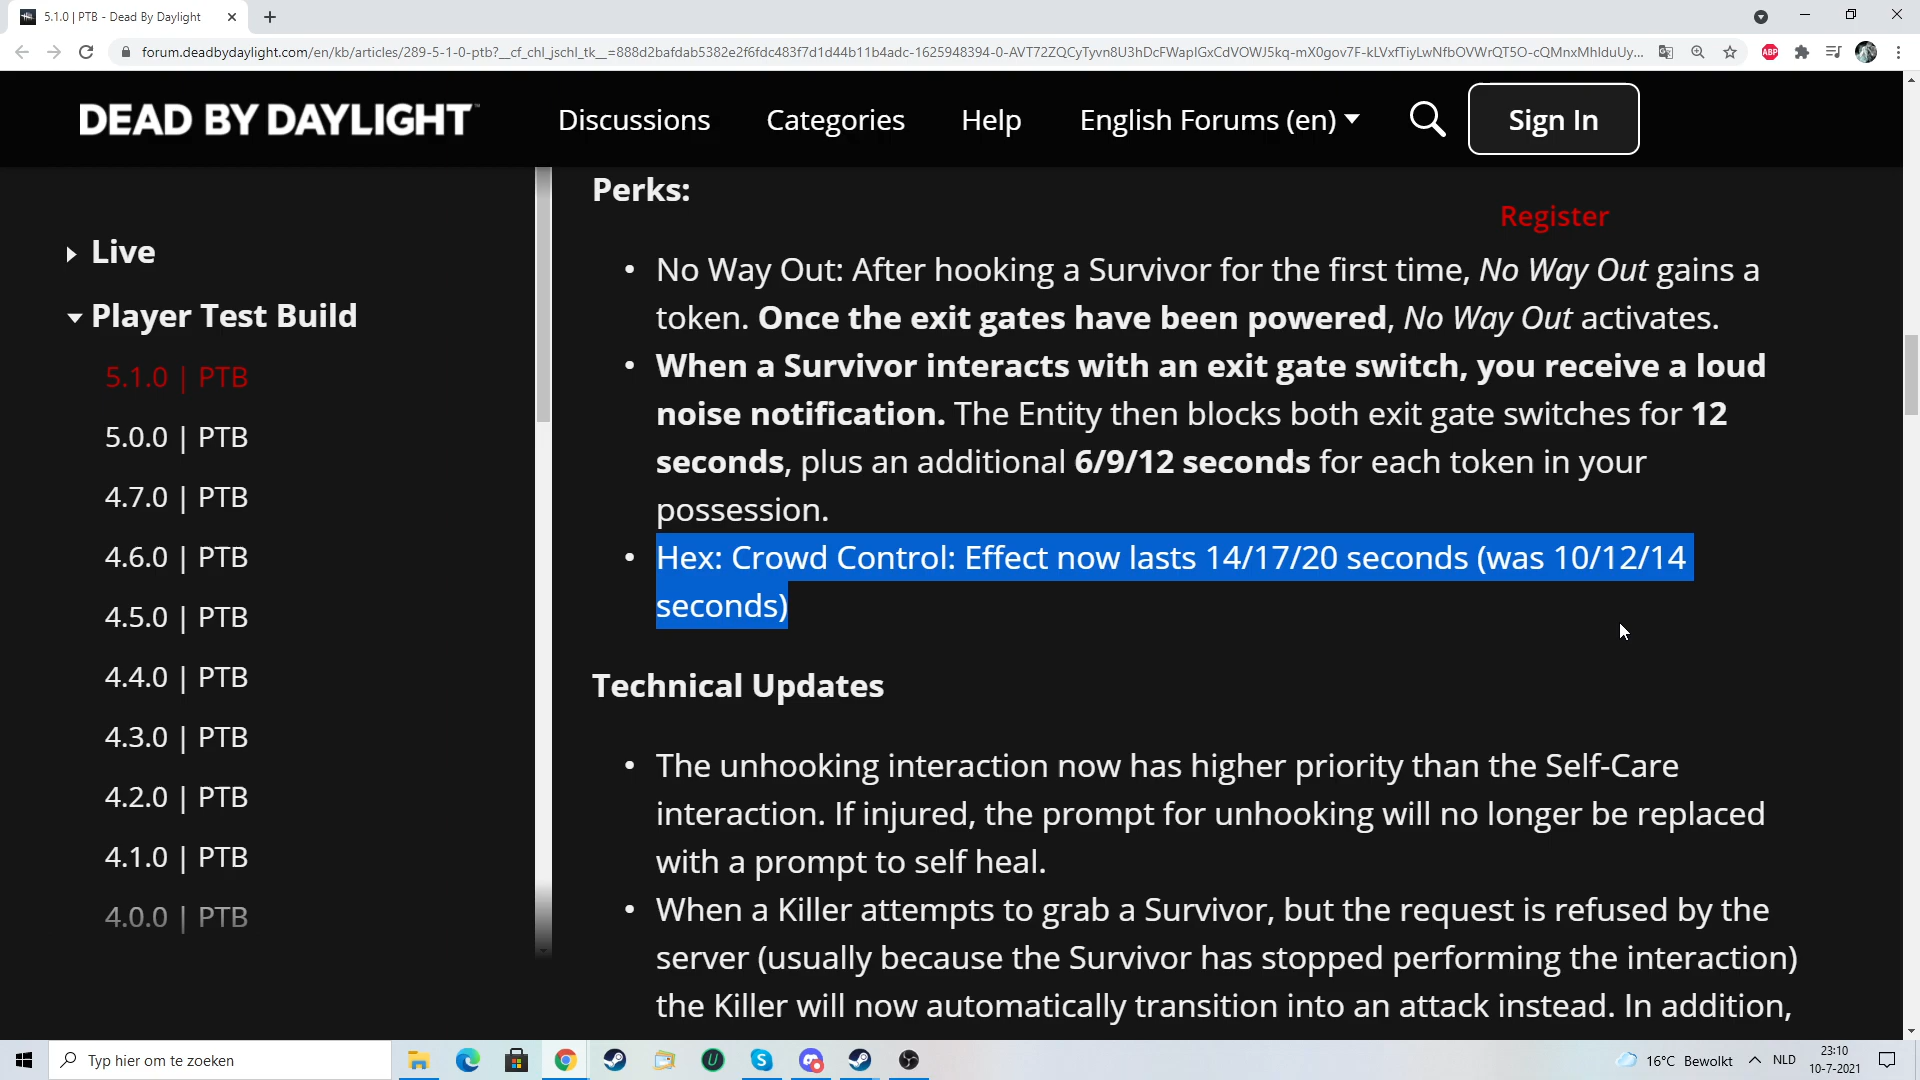 5.1.0 | PTB - Dead By Daylight
forum.deadbydaylight.com/en/kb/articles/289-5-1-0-ptb?__cf_chl_jschl_tk__=888d2bafdab5382e2f6fdc483f7d1d44b11b4adc-1625948394-0-AVT72ZQCyTyvn8U3hDcFWapIGxCdVOWJ5kq-mX0gov7F-kLVxfTiyLwNfbOVWrQT5O-cQMnxMhIduUy...
ABP
DEAD BY DAYLIGHT
Discussions
Categories
Help
English Forums (en)
Sign In
Register
Live
Player Test Build
5.1.0 | PTB
5.0.0 | PTB
4.7.0 | PTB
4.6.0 | PTB
4.5.0 | PTB
4.4.0 | PTB
4.3.0 | PTB
4.2.0 | PTB
4.1.0 | PTB
4.0.0 | PTB
Perks:
• No Way Out: After hooking a Survivor for the first time, No Way Out gains a
token. Once the exit gates have been powered, No Way Out activates.
• When a Survivor interacts with an exit gate switch, you receive a loud
noise notification. The Entity then blocks both exit gate switches for 12
seconds, plus an additional 6/9/12 seconds for each token in your
possession.
• Hex: Crowd Control: Effect now lasts 14/17/20 seconds (was 10/12/14
seconds)
Technical Updates
• The unhooking interaction now has higher priority than the Self-Care
interaction. If injured, the prompt for unhooking will no longer be replaced
with a prompt to self heal.
• When a Killer attempts to grab a Survivor, but the request is refused by the
server (usually because the Survivor has stopped performing the interaction)
the Killer will now automatically transition into an attack instead. In addition,
Typ hier om te zoeken
16°C Bewolkt
NLD
23:10
10-7-2021